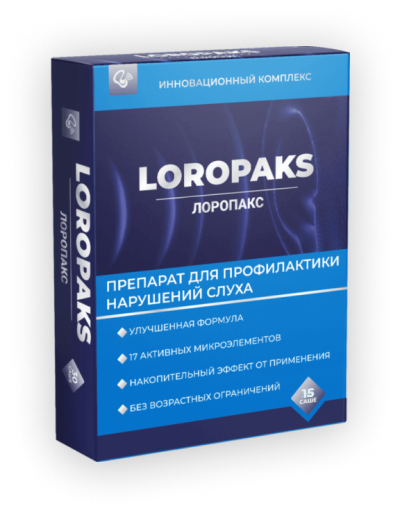 ИННОВАЦИОННЫЙ КОМПЛЕКС
LOROPAKS
ЛОРОПАКС
ПРЕПАРАТ ДЛЯ ПРОФИЛАКТИКИ
НАРУШЕНИЙ СЛУХА
УЛУЧШЕННАЯ ФОРМУЛА
17 АКТИВНЫХ МИКРОЭЛЕМЕНТОВ
НАКОПИТЕЛЬНЫЙ ЭФФЕКТ ОТ ПРИМЕНЕНИЯ
БЕЗ ВОЗРАСТНЫХ ОГРАНИЧЕНИЙ
15
САШЕ
LOROPAKS
ЛОРОПАКС